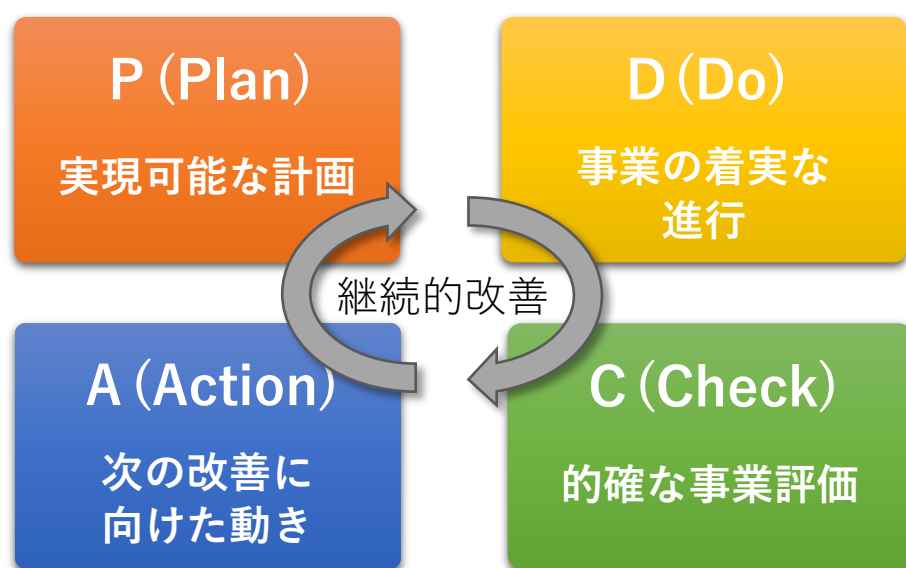 P (Plan)
実現可能な計画
D (Do)
事業の着実な
進行
継続的改善
A (Action)
次の改善に
向けた動き
C (Check)
的確な事業評価